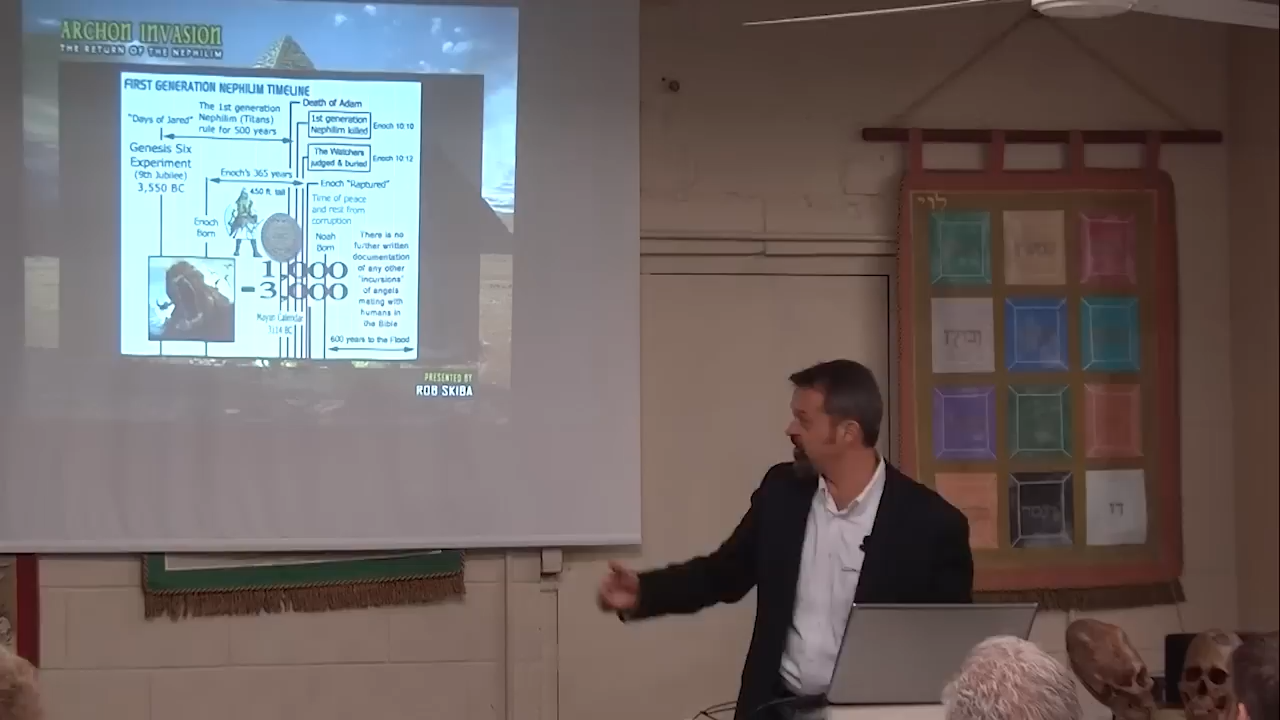 ARCHON INVASION
THE RETURN OF THE NEPHILIM
FIRST GENERATION NEPHILIM TIMELINE
"Days of Jared"
The 1st generation
Nephilim (Titans)
rule for 500 years
Death of Adam
1st generation
Nephilim killed
Enoch 10:10
Genesis Six
Experiment
(9th Jubilee)
3,550 BC
The Watchers
judged & buried
Enoch 10:12
Enoch's 365 years
Enoch "Raptured"
450 ft. tall
Time of peace
and rest from
corruption
Enoch
Born
Noah
Born
There is no
further written
documentation
of any other
"incursions"
of angels
mating with
humans in
the Bible
1,000
-3,000
Mayan Calendar
3114 BC
600 years to the Flood
PRESENTED BY
ROB SKIBA
לוי